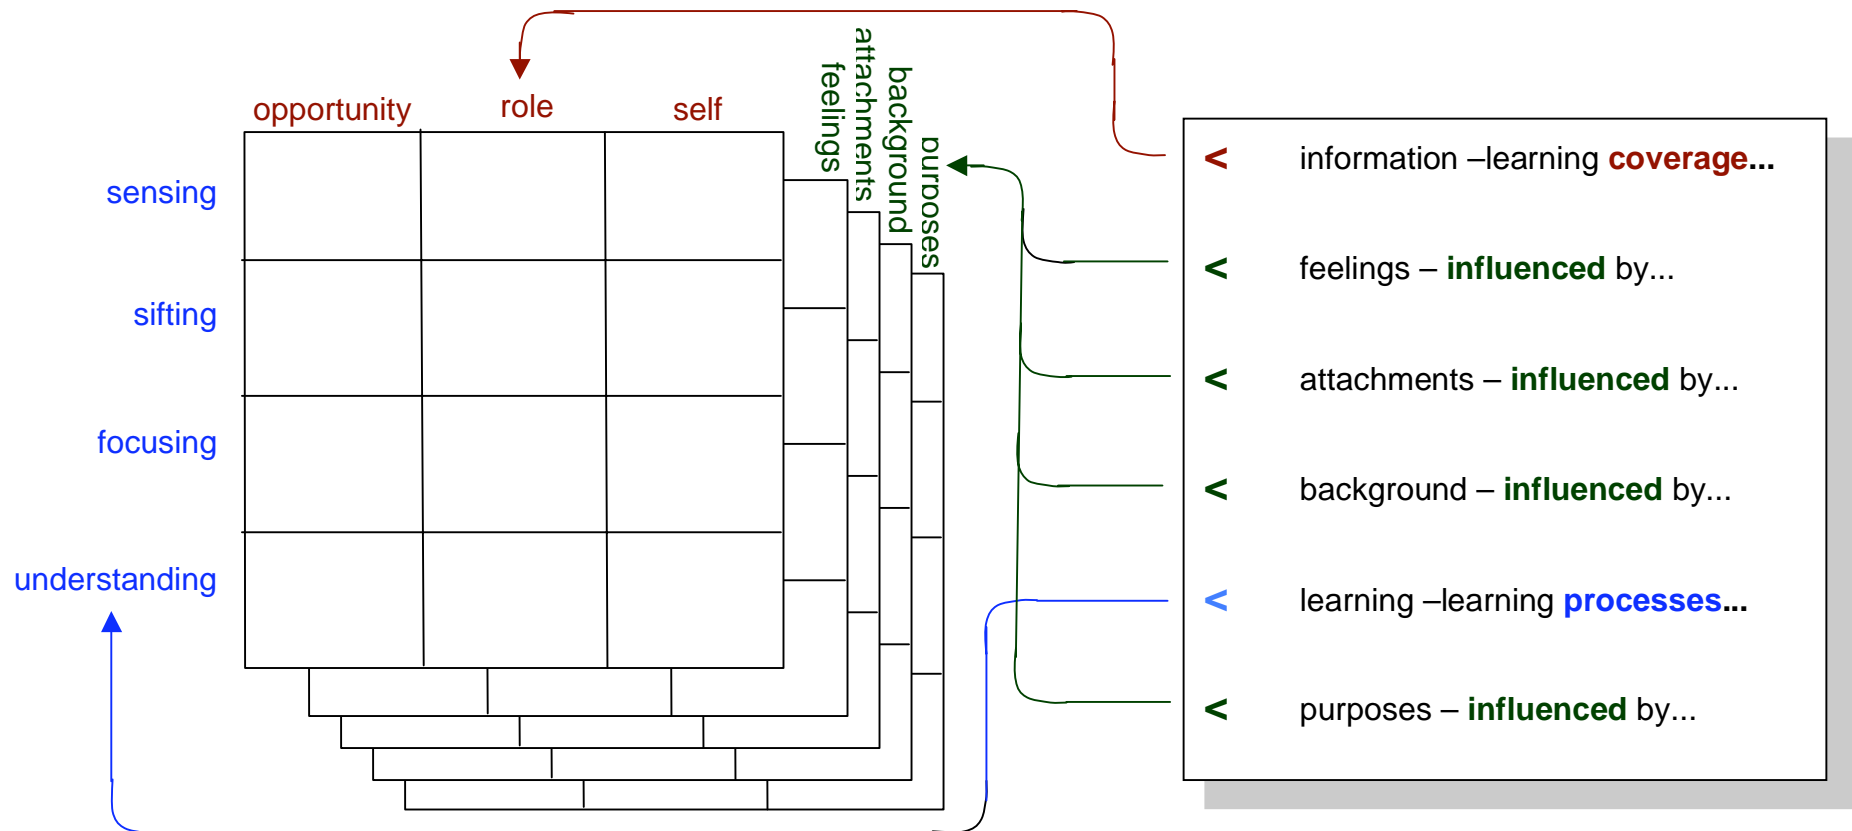 opportunity
role
self
feelings
attachments
background
purposes
sensing
sifting
focusing
understanding
< information –learning coverage...
< feelings – influenced by...
< attachments – influenced by...
< background – influenced by...
< learning –learning processes...
< purposes – influenced by...